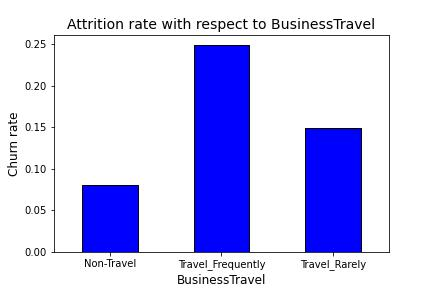 Attrition rate with respect to BusinessTravel
0.25
0.20
0.15
0.10
0.05
0.00
Churn rate
Non-Travel Travel_Frequently Travel_Rarely
BusinessTravel